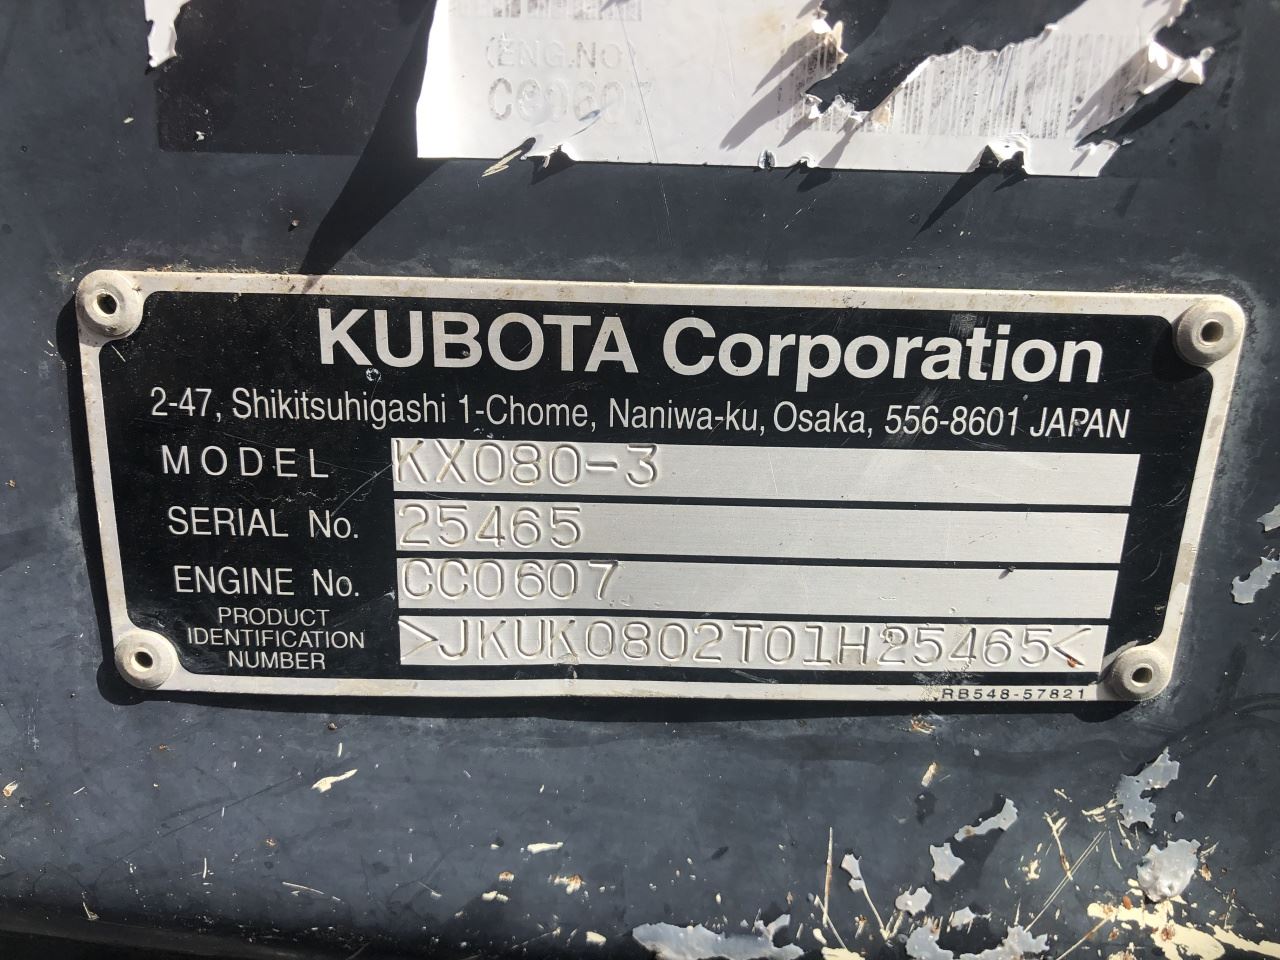 (ENG.NO)
CC0607
KUBOTA Corporation
2-47, Shikitsuhigashi 1-Chome, Naniwa-ku, Osaka, 556-8601 JAPAN
MODEL KX080-3
SERIAL No. 25465
ENGINE No. CC0607
PRODUCT
IDENTIFICATION
NUMBER >JKUK0802T01H25465<
RB548-57821